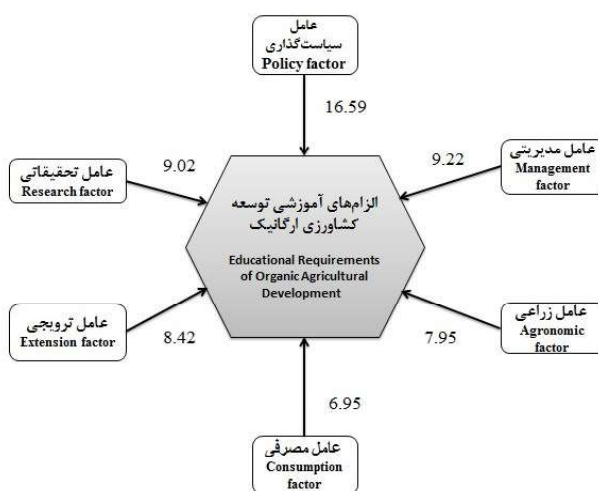 عامل
سیاست‌گذاری
Policy factor
16.59
عامل مدیریتی
Management
factor
9.22
عامل تحقیقاتی
Research factor
9.02
الزام‌های آموزشی توسعه
کشاورزی ارگانیک
Educational Requirements
of Organic Agricultural
Development
عامل زراعی
Agronomic
factor
7.95
عامل ترویجی
Extension factor
8.42
6.95
عامل مصرفی
Consumption
factor